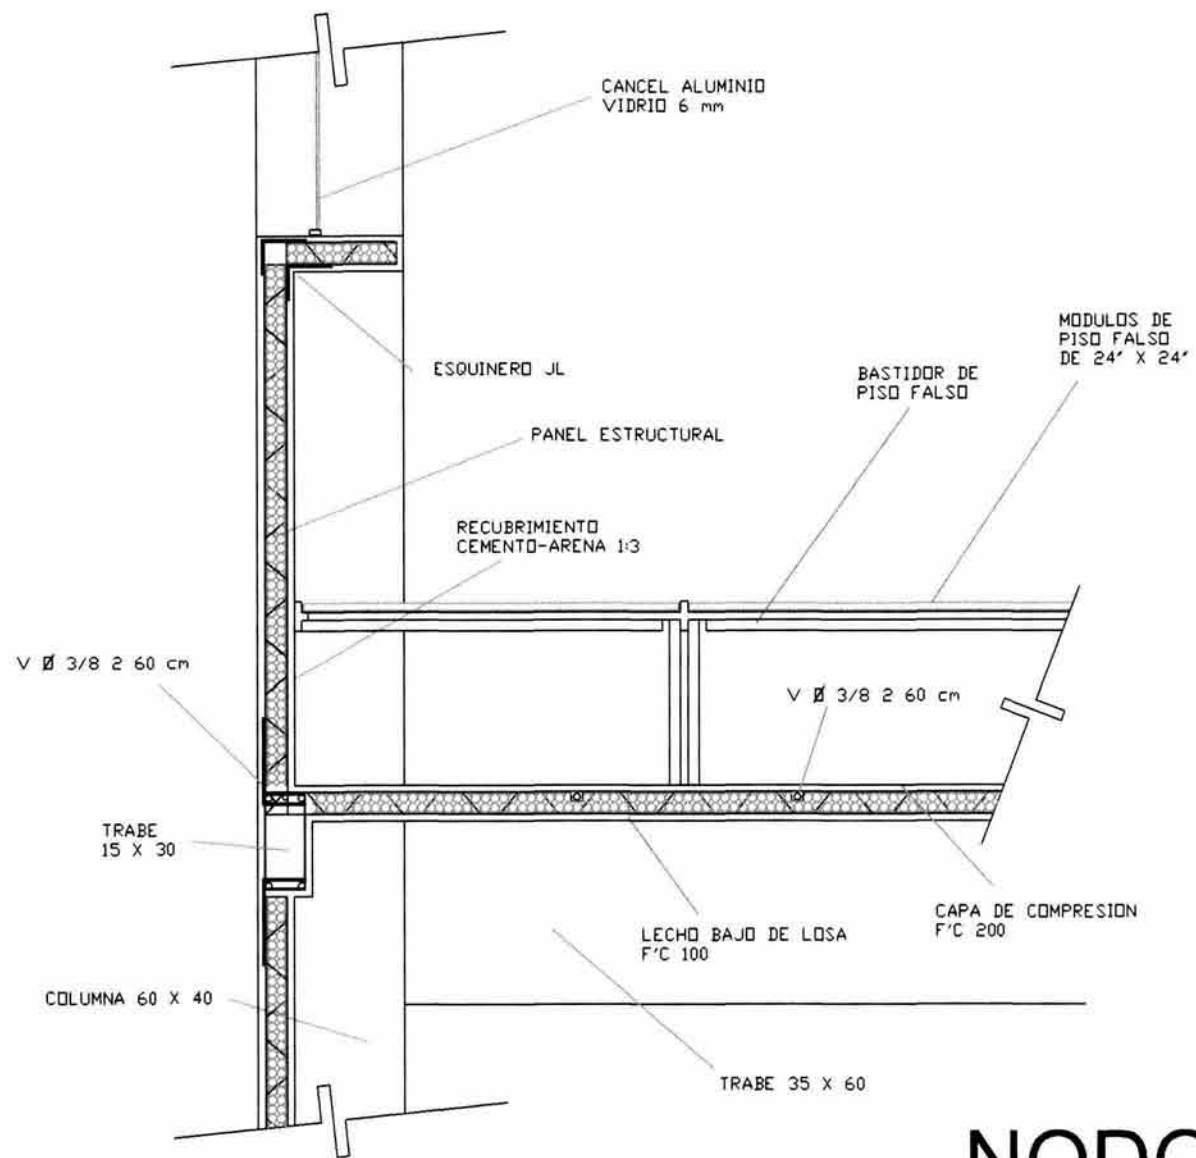 CANCEL ALUMINIO
VIDRIO 6 mm
MODULOS DE
PISO FALSO
DE 24" X 24"
BASTIDOR DE
PISO FALSO
ESQUINERO JL
PANEL ESTRUCTURAL
RECUBRIMIENTO
CEMENTO-ARENA 1:3
V Ø 3/8 2 60 cm
V Ø 3/8 2 60 cm
TRABE
15 X 30
CAPA DE COMPRESION
F'C 200
LECHO BAJO DE LOSA
F'C 100
COLUMNA 60 X 40
TRABE 35 X 60